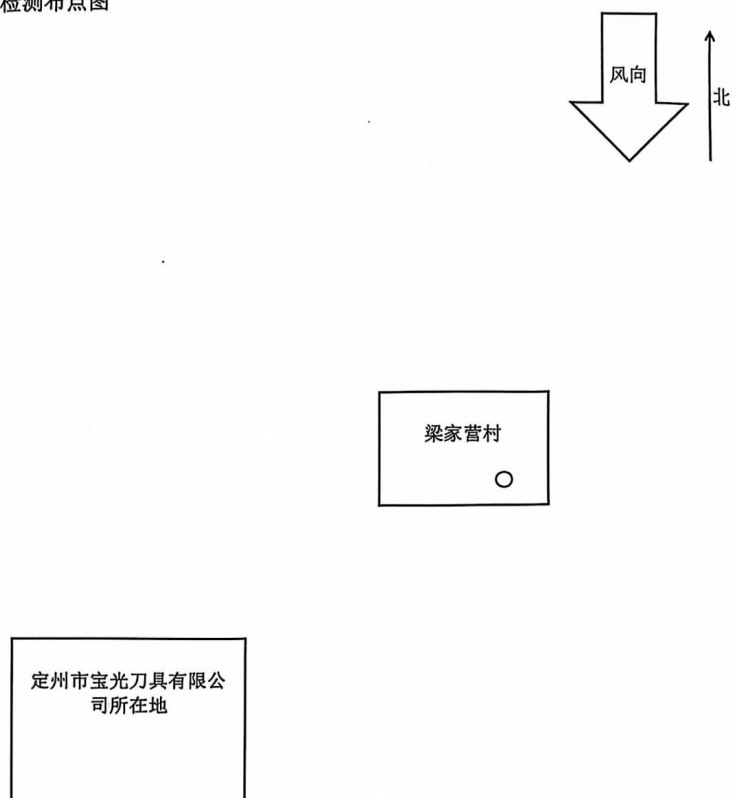 检测布点图
风向
北
梁家营村
定州市宝光刀具有限公
司所在地